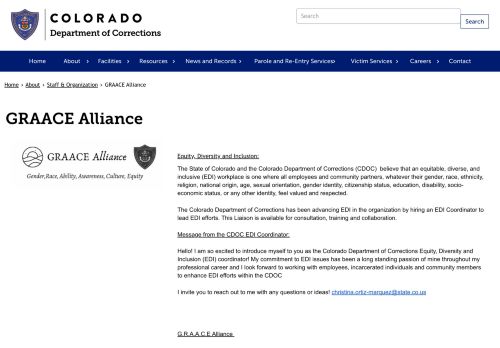 COLORADO
Department of Corrections
Search
Search
Home About › Facilities › Resources › News and Records › Parole and Re-Entry Services › Victim Services › Careers › Contact
Home › About › Staff & Organization › GRAACE Alliance
GRAACE Alliance
GRAACE Alliance
Gender, Race, Ability, Awareness, Culture, Equity
Equity, Diversity and Inclusion:
The State of Colorado and the Colorado Department of Corrections (CDOC) believe that an equitable, diverse, and
inclusive (EDI) workplace is one where all employees and community partners, whatever their gender, race, ethnicity,
religion, national origin, age, sexual orientation, gender identity, citizenship status, education, disability, socio-
economic status, or any other identity, feel valued and respected.
The Colorado Department of Corrections has been advancing EDI in the organization by hiring an EDI Coordinator to
lead EDI efforts. This Liaison is available for consultation, training and collaboration.
Message from the CDOC EDI Coordinator:
Hello! I am so excited to introduce myself to you as the Colorado Department of Corrections Equity, Diversity and
Inclusion (EDI) coordinator! My commitment to EDI issues has been a long standing passion of mine throughout my
professional career and I look forward to working with employees, incarcerated individuals and community members
to enhance EDI efforts within the CDOC
I invite you to reach out to me with any questions or ideas! christina.ortiz-marquez@state.co.us
G.R.A.A.C.E Alliance